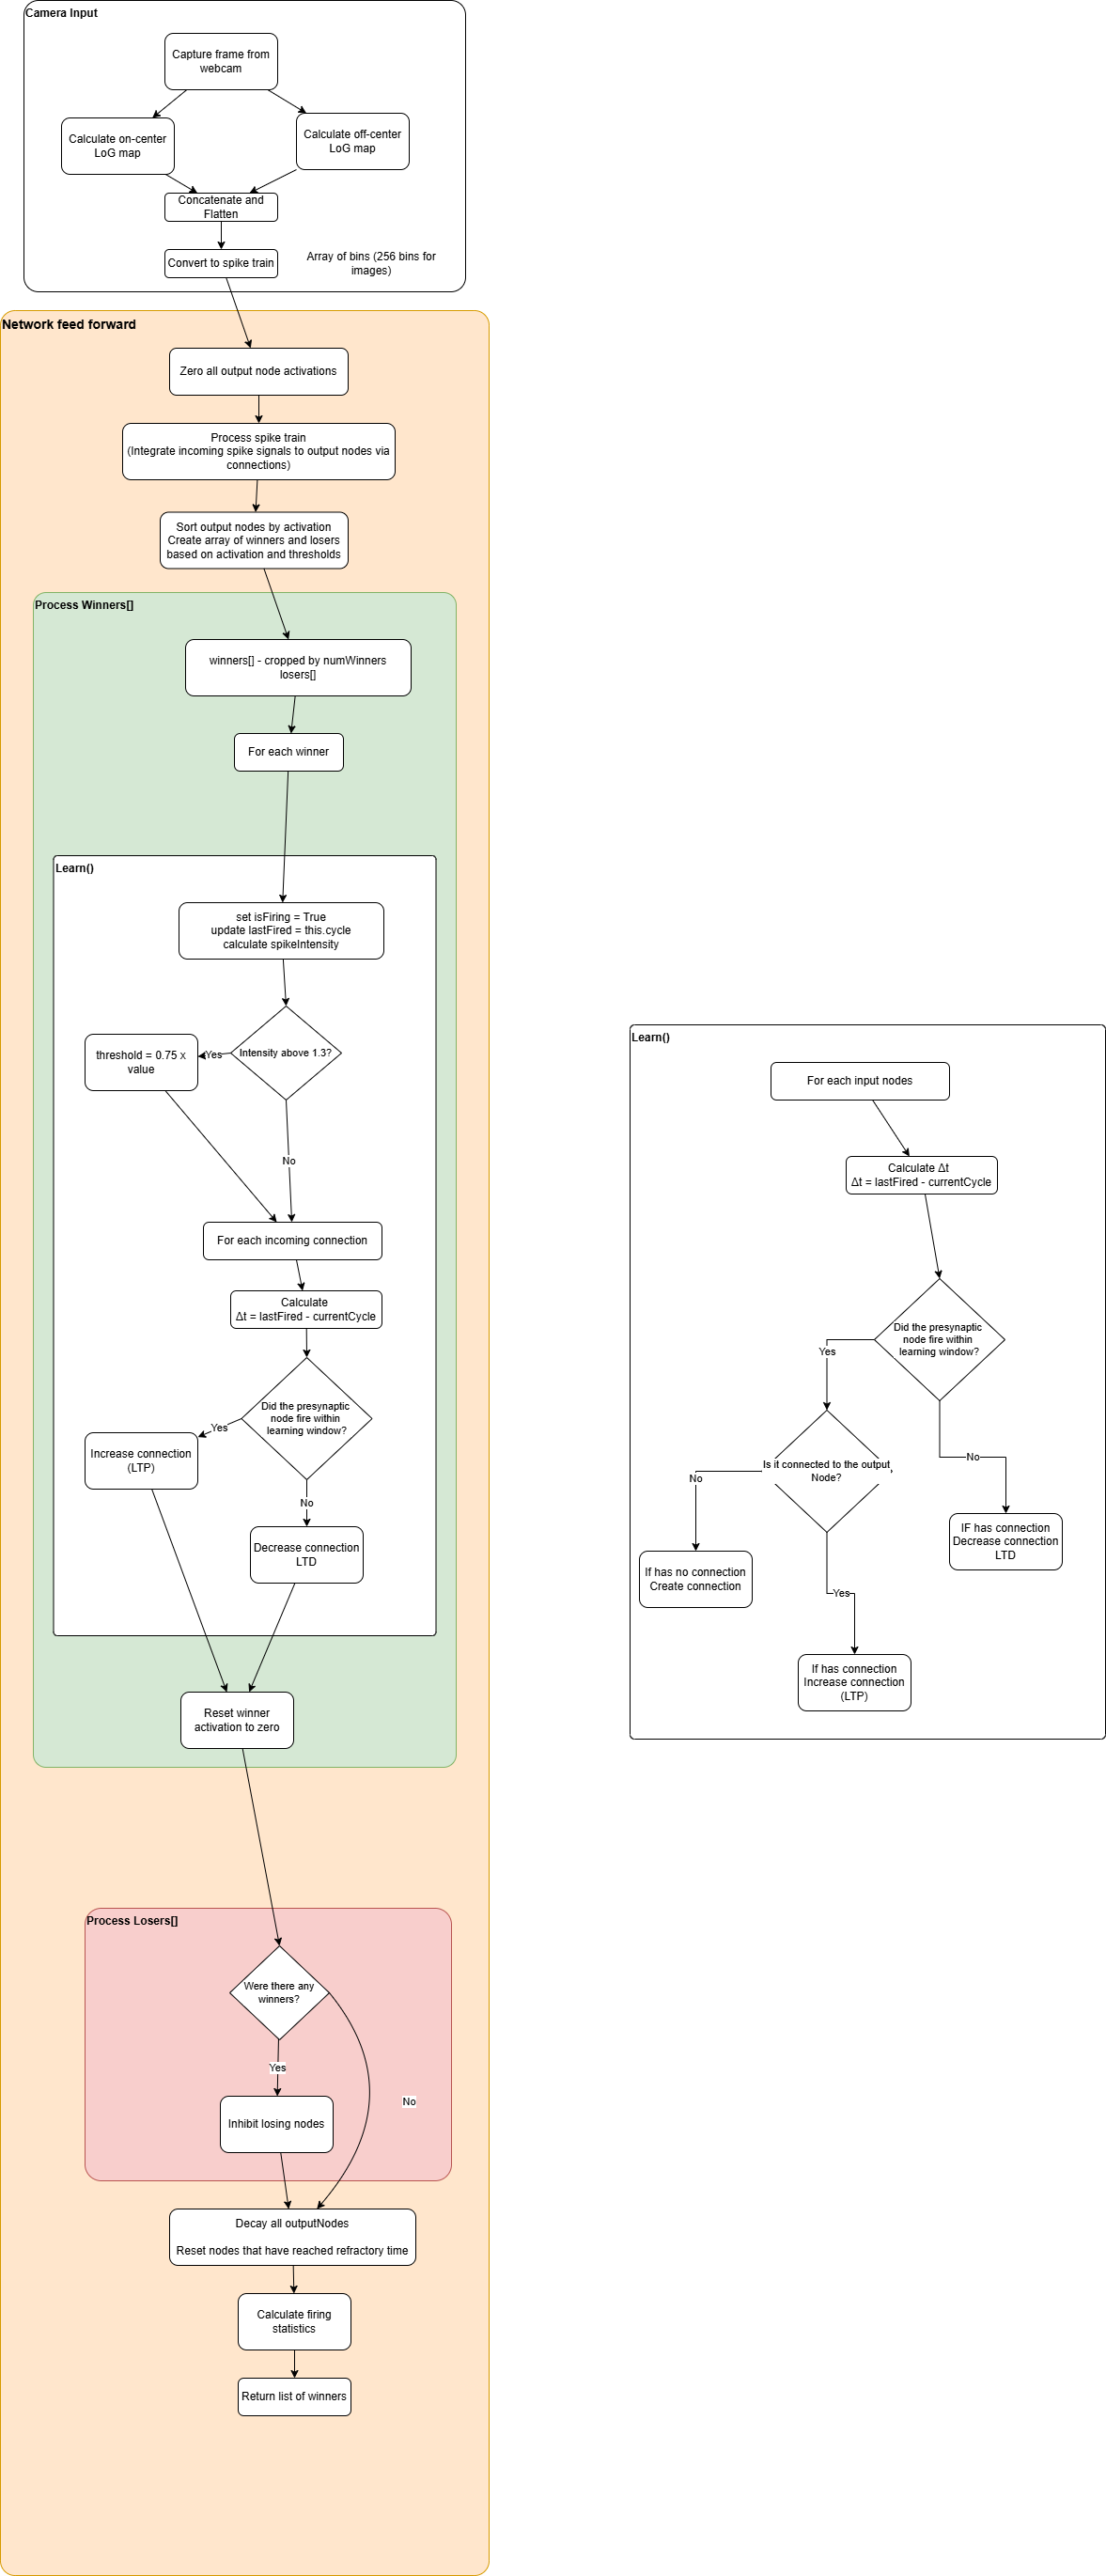 Camera Input
Capture frame from
webcam
Calculate on-center
LoG map
Calculate off-center
LoG map
Concatenate and
Flatten
Convert to spike train
Array of bins (256 bins for
images)
Network feed forward
Zero all output node activations
Process spike train
(Integrate incoming spike signals to output nodes via
connections)
Sort output nodes by activation
Create array of winners and losers
based on activation and thresholds
Process Winners[]
winners[] - cropped by numWinners
losers[]
For each winner
Learn()
set isFiring = True
update lastFired = this.cycle
calculate spikeIntensity
Intensity above 1.3?
Yes
threshold = 0.75 x
value
No
For each incoming connection
Calculate
Δt = lastFired - currentCycle
Did the presynaptic
node fire within
learning window?
Yes
Increase connection
(LTP)
No
Decrease connection
LTD
Reset winner
activation to zero
Process Losers[]
Were there any
winners?
Yes
No
Inhibit losing nodes
Decay all outputNodes
Reset nodes that have reached refractory time
Calculate firing
statistics
Return list of winners
Learn()
For each input nodes
Calculate Δt
Δt = lastFired - currentCycle
Did the presynaptic
node fire within
learning window?
Yes
No
Is it connected to the output
Node?
No
IF has connection
Decrease connection
LTD
If has no connection
Create connection
Yes
If has connection
Increase connection
(LTP)